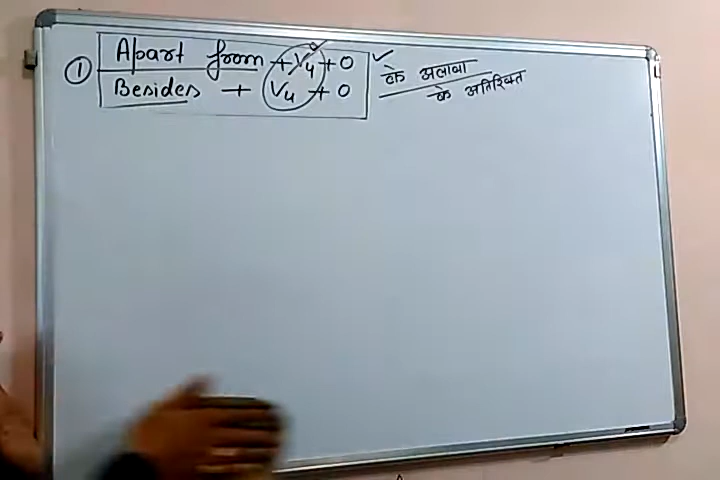 ① Apart from + V4 + O ✓ के अलावा
Besides + V4 + O के अतिरिक्त